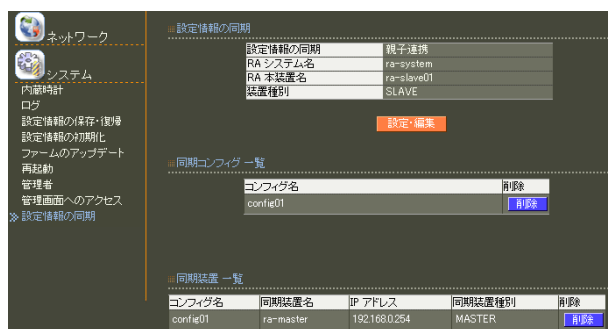 ネットワーク
システム
内蔵時計
ログ
設定情報の保存・復帰
設定情報の初期化
ファームのアップデート
再起動
管理者
管理画面へのアクセス
設定情報の同期
設定情報の同期
設定情報の同期 親子連携
RA システム名 ra-system
RA 本装置名 ra-slave01
装置種別 SLAVE
設定・編集
同期コンフィグ 一覧
コンフィグ名 削除
config01 削除
同期装置 一覧
コンフィグ名 同期装置名 IP アドレス 同期装置種別 削除
config01 ra-master 192.168.0.254 MASTER 削除